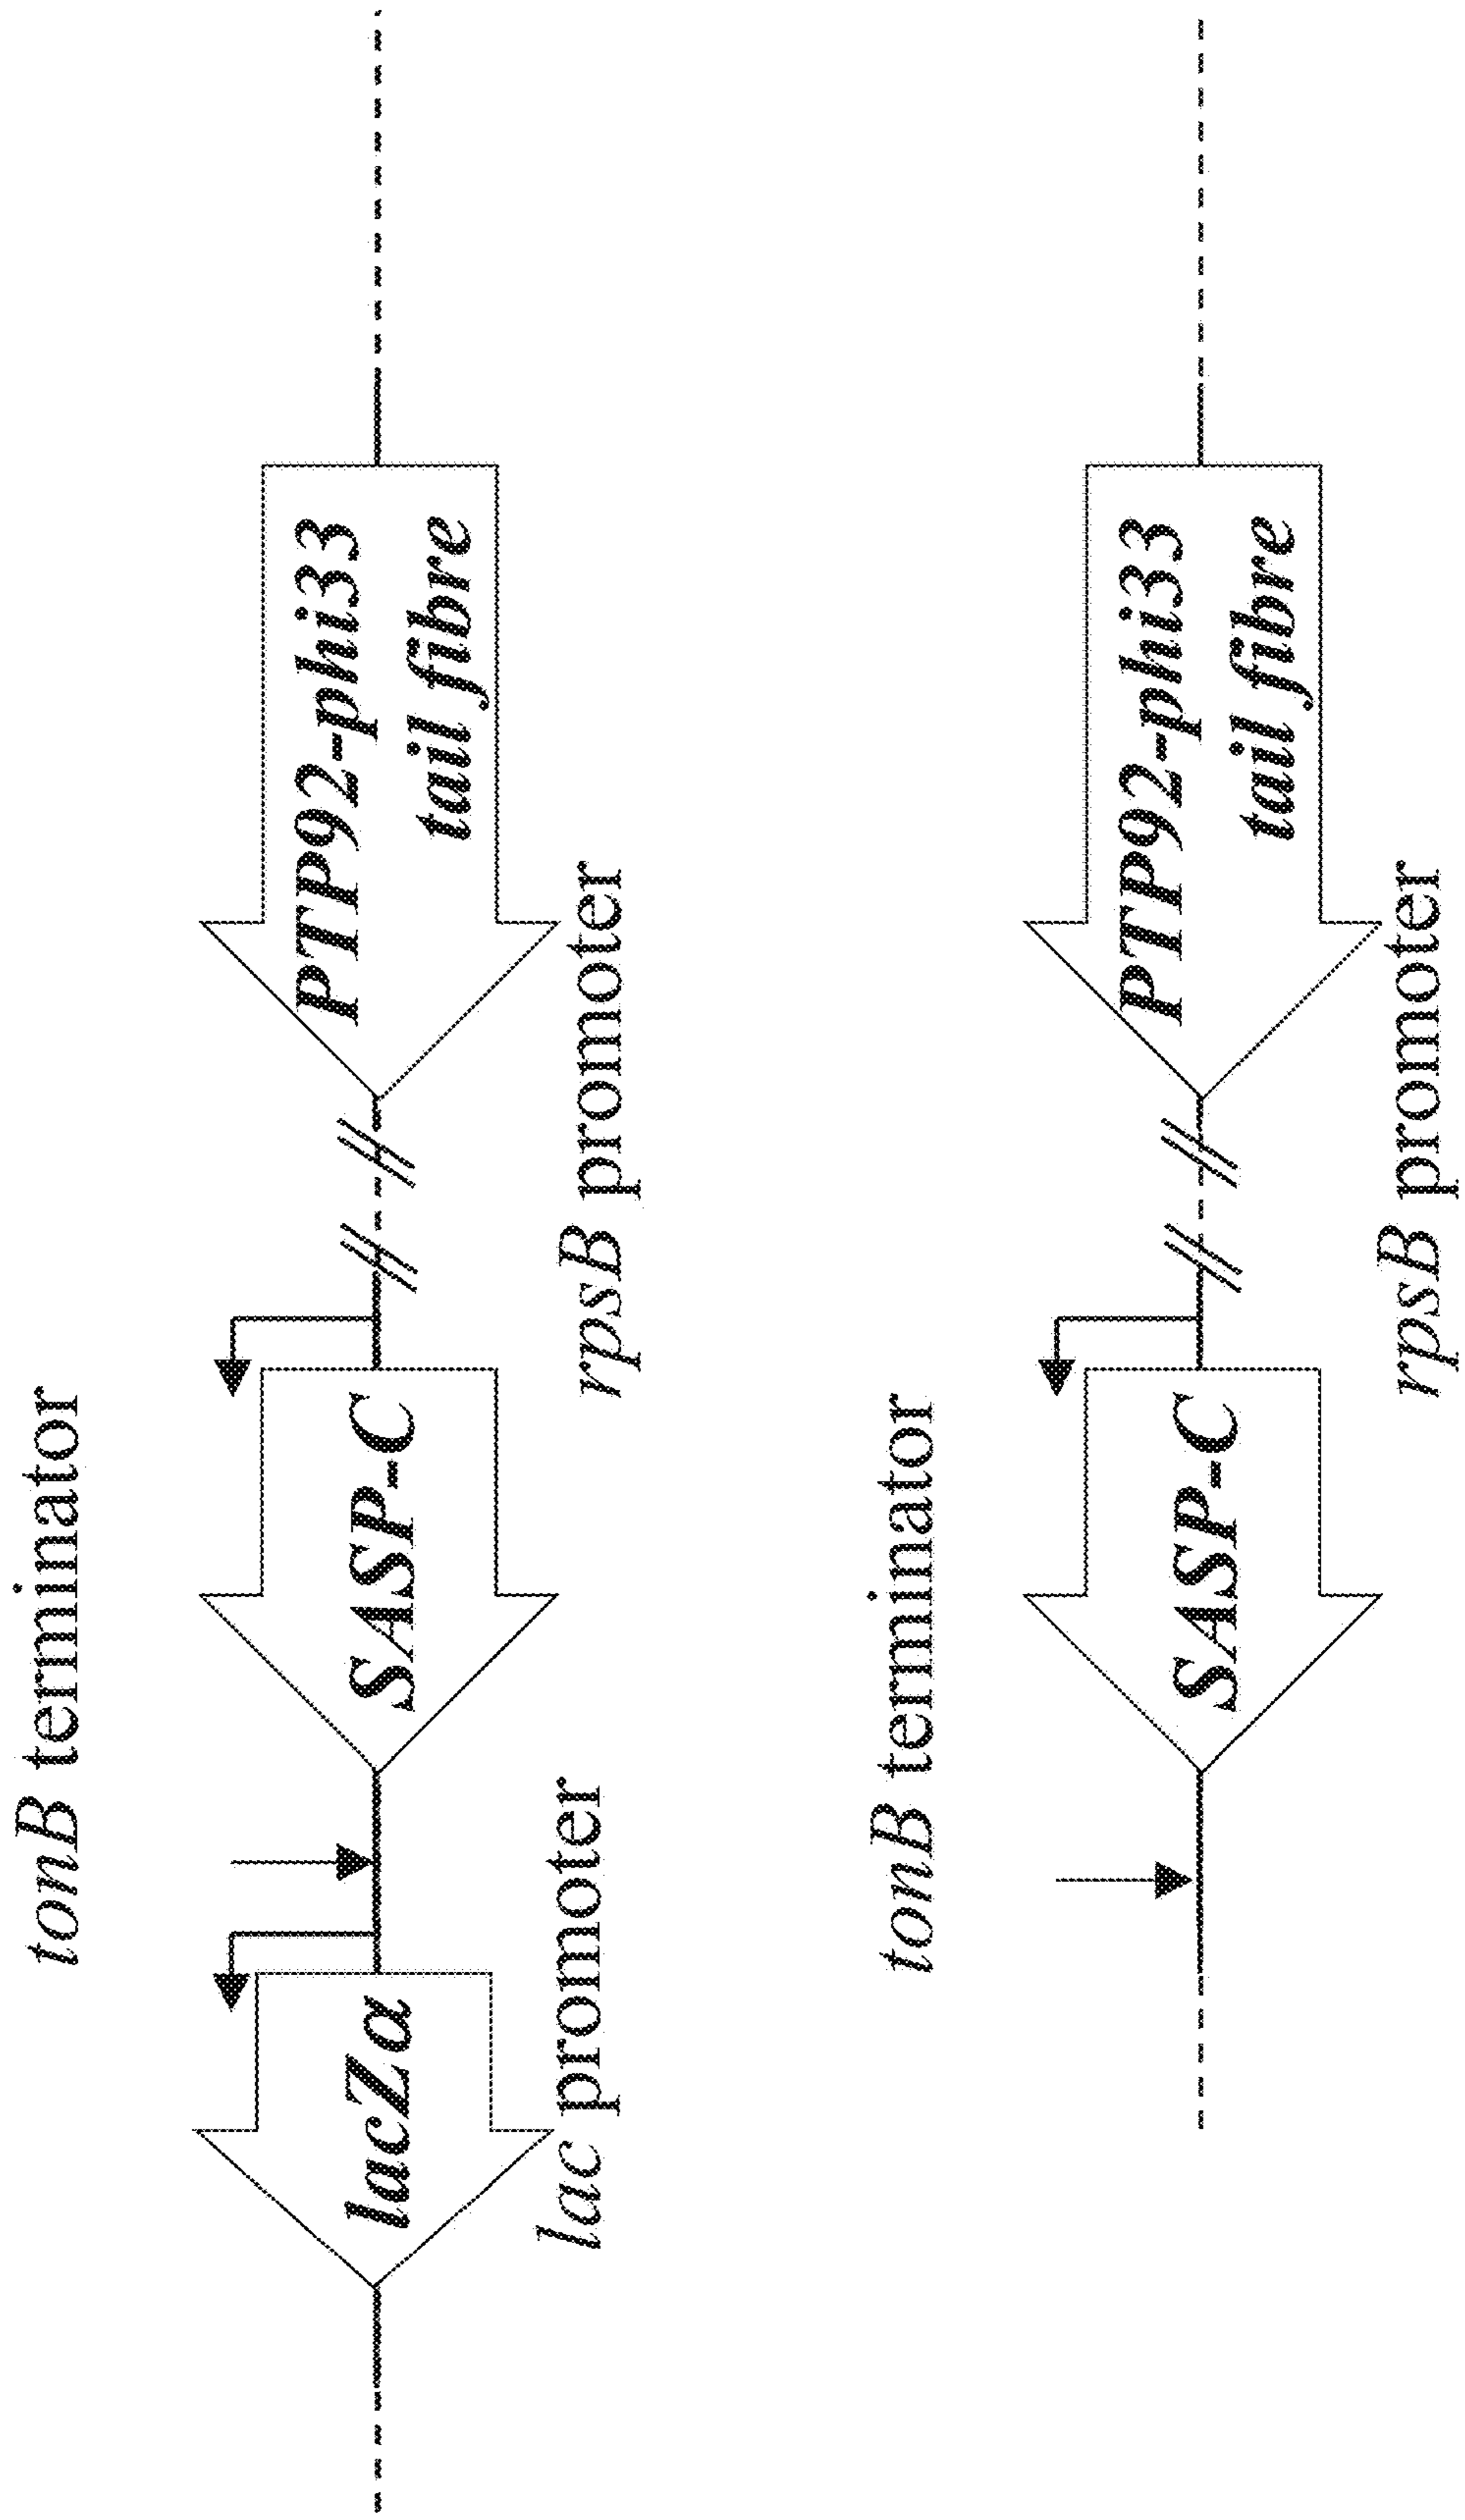 tonB terminator
lacZα
SASP-C
PTP92-phi33
tail fibre
lac promoter
rpsB promoter
tonB terminator
SASP-C
PTP92-phi33
tail fibre
rpsB promoter